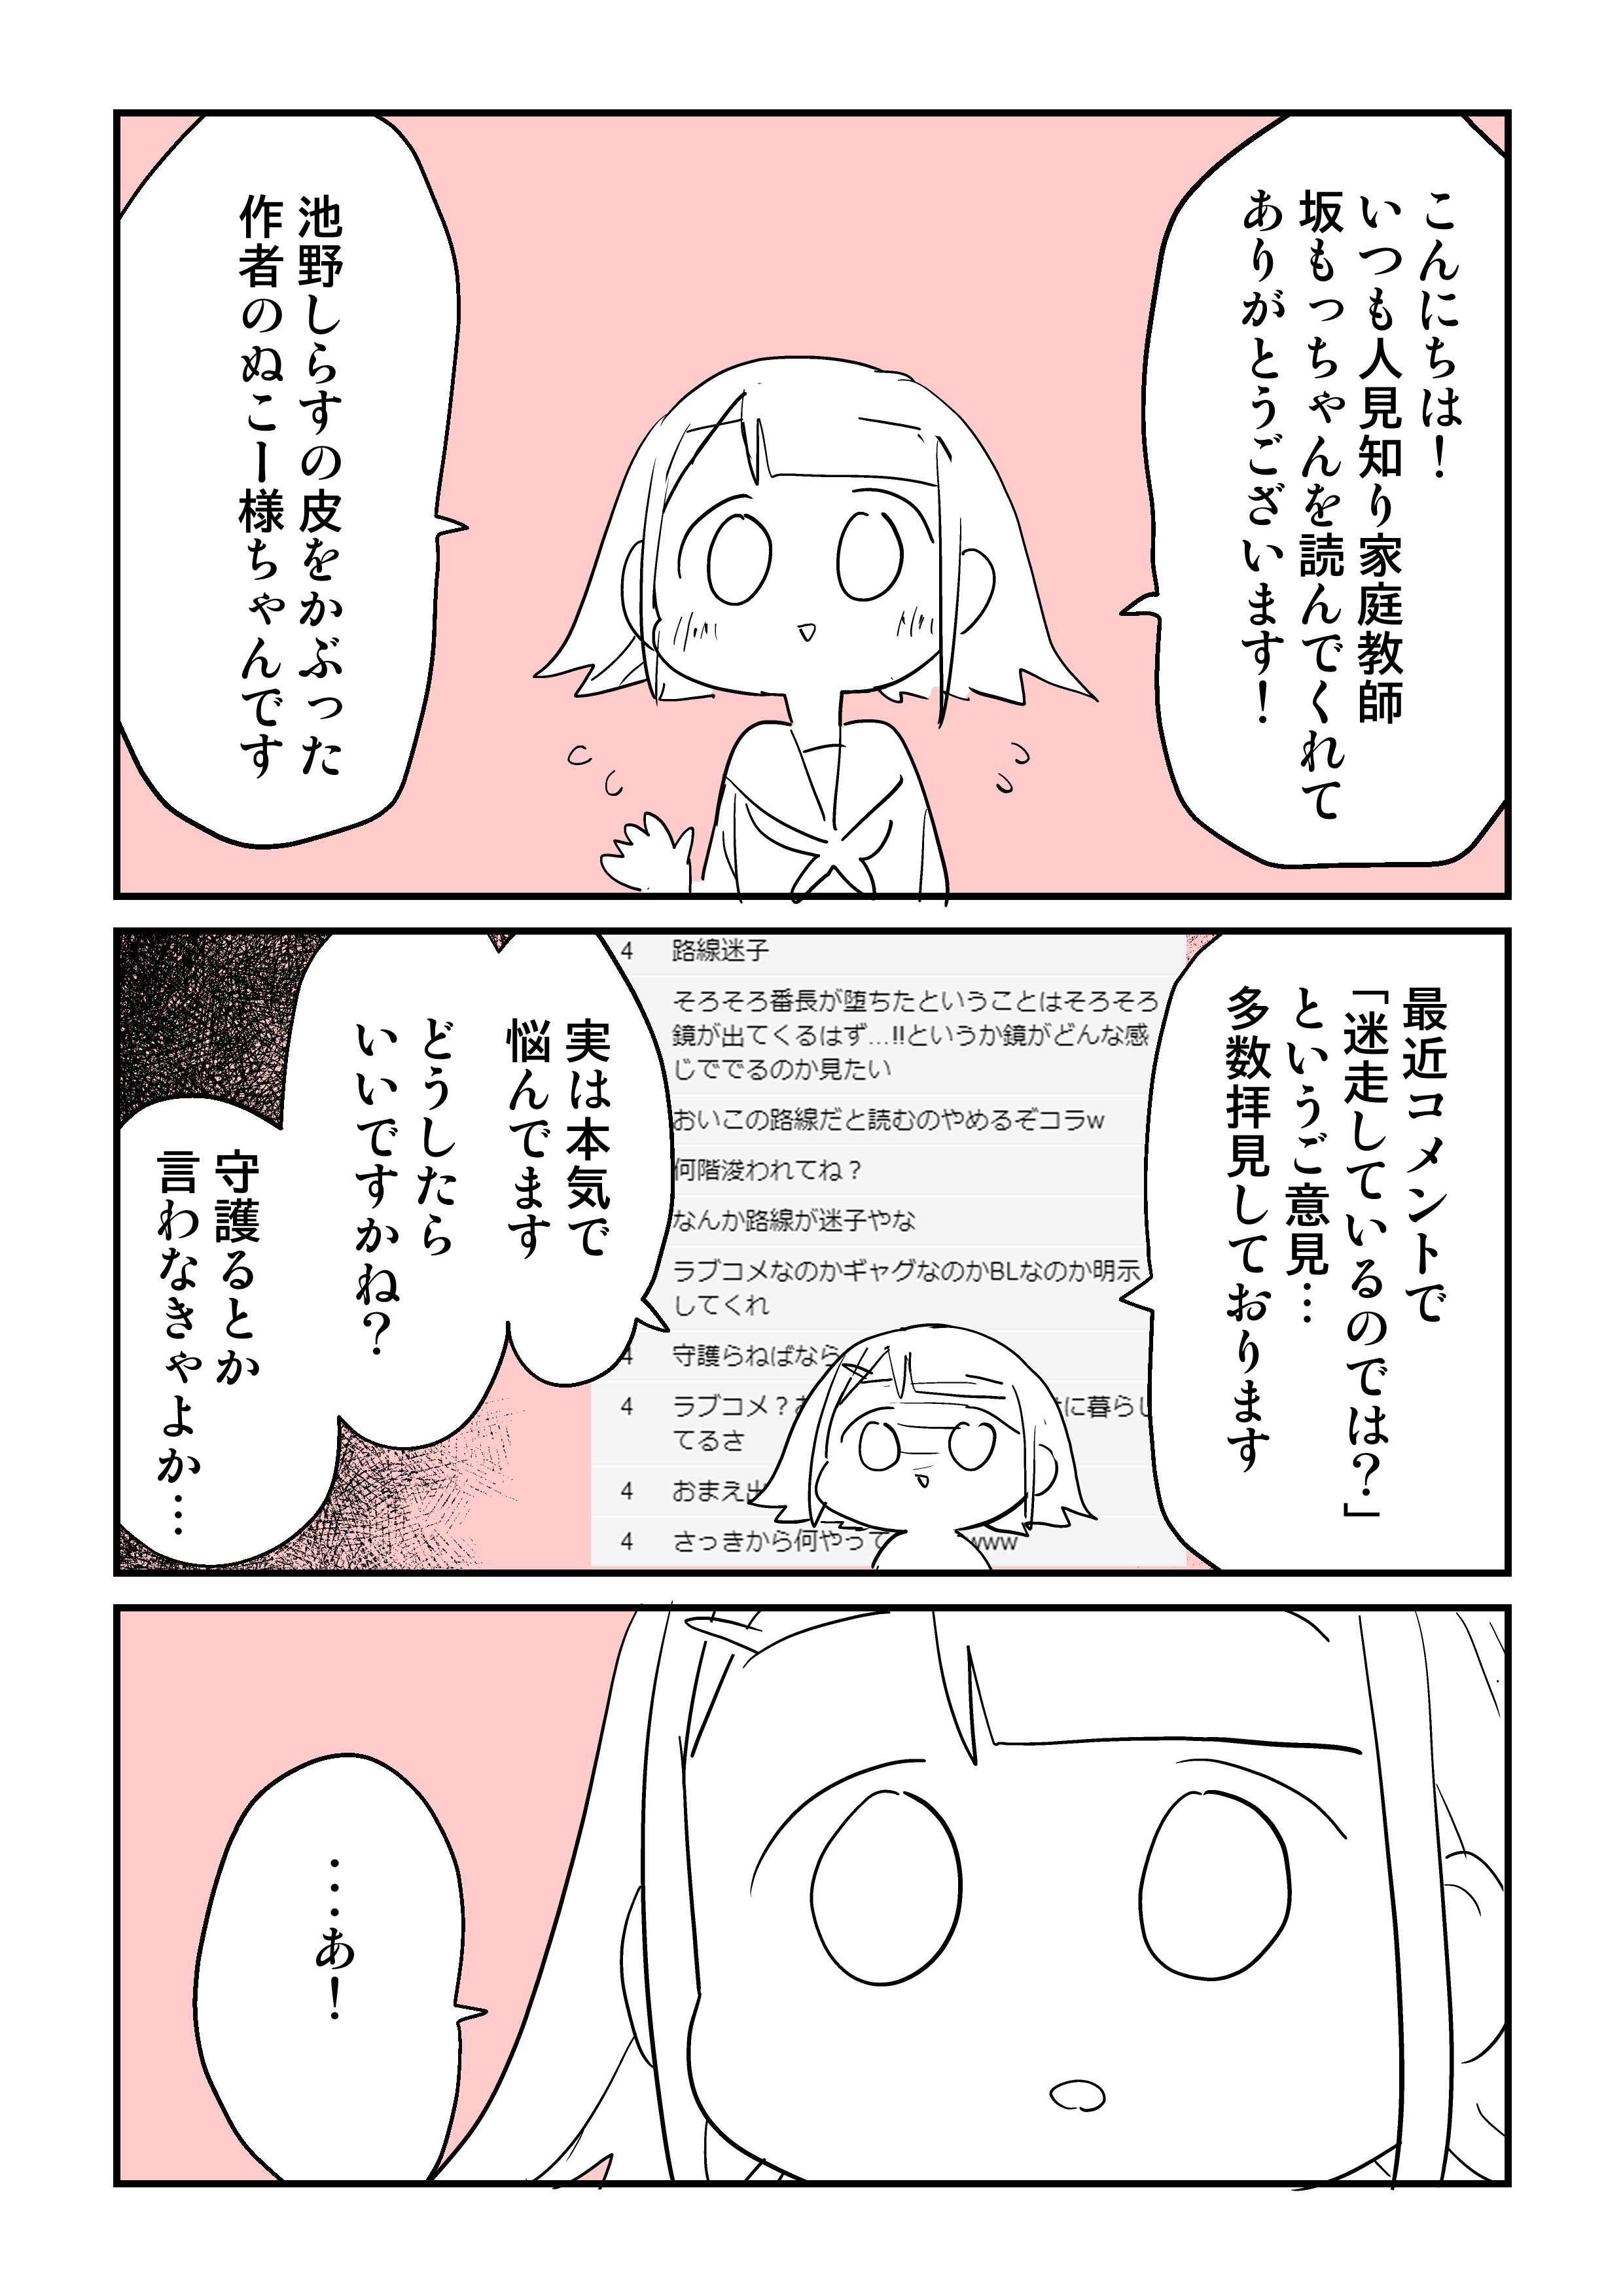 こんにちは!
いつも人見知り家庭教師
坂もっちゃんを読んでくれて
ありがとうございます!
池野しらすの皮をかぶった
作者のぬこー様ちゃんです
最近コメントで
「迷走しているのでは?」
というご意見…
多数拝見しております
4 路線迷子
そろそろ番長が堕ちたということはそろそろ
鏡が出てくるはず…!!というか鏡がどんな感
じででるのか見たい
おいこの路線だと読むのやめるぞコラw
何階浚われてね?
なんか路線が迷子やな
ラブコメなのかギャグなのかBLなのか明示
してくれ
4 守護らねばなら
4 ラブコメ?お
に暮らし
てるさ
4 おまえ出
4 さっきから何やって
www
実は本気で
悩んでます
どうしたら
いいですかね?
守護るとか
言わなきゃよか…
…あ!